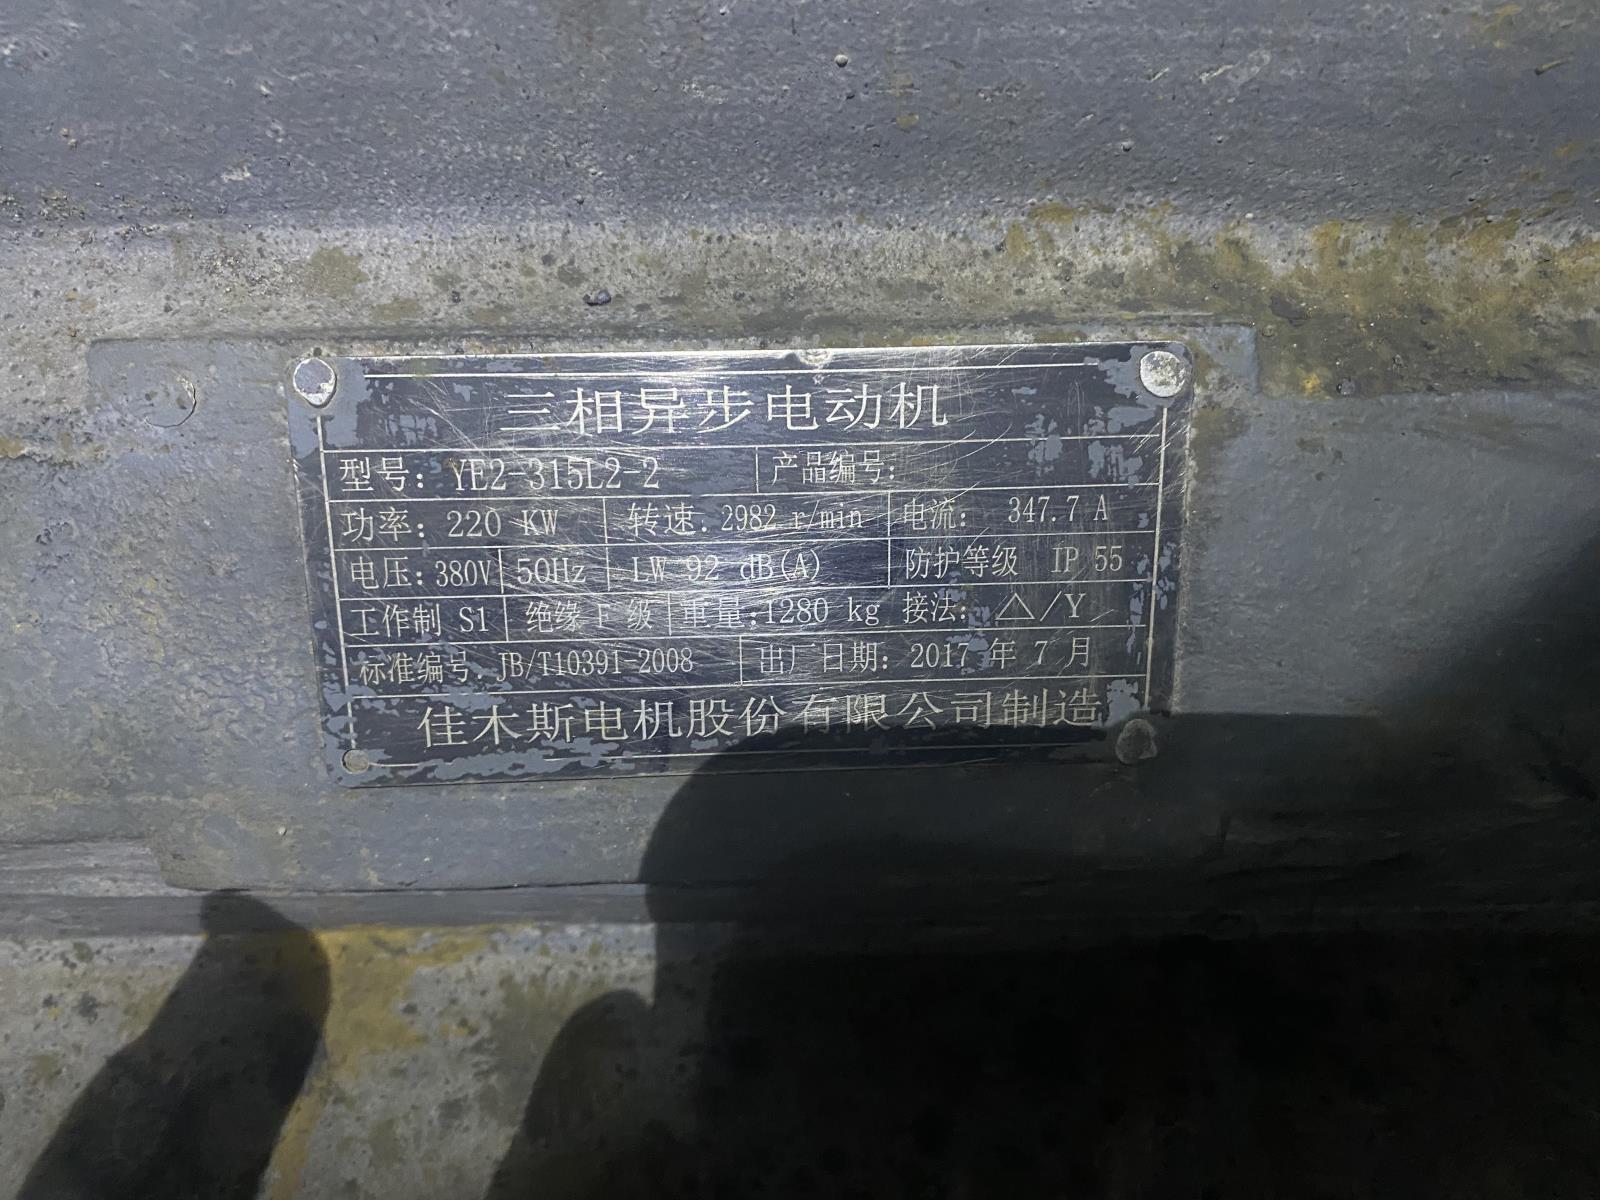 三相异步电动机
型号：YE2-315L2-2 产品编号：
功率：220 KW 转速：2982 r/min 电流： 347.7 A
电压：380V 50Hz LW 92 dB(A) 防护等级 IP 55
工作制 S1 绝缘 F 级 重量：1280 kg 接法：△/Y
标准编号：JB/T10391-2008 出厂日期：2017 年 7 月
佳木斯电机股份有限公司制造